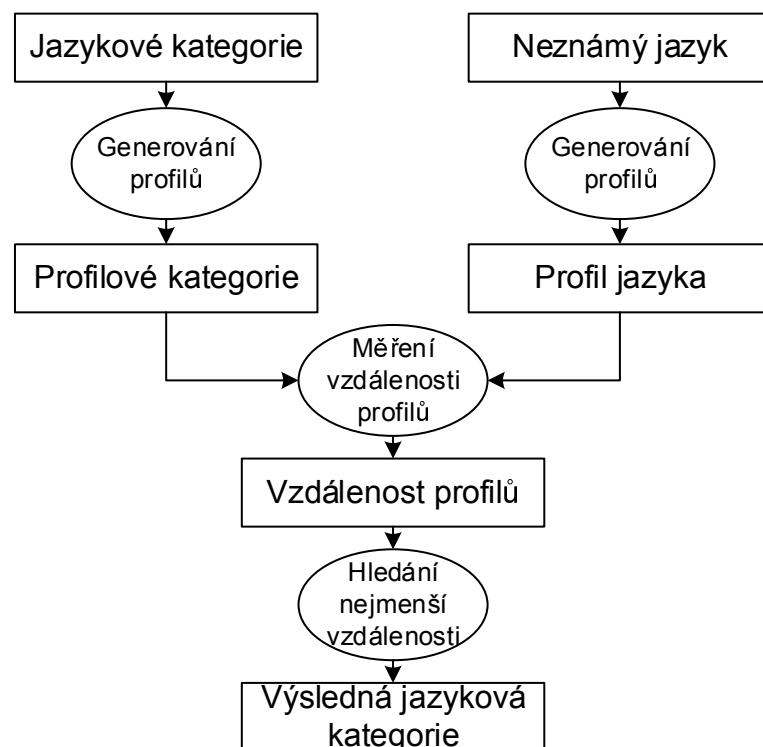 Jazykové kategorie
Neznámý jazyk
Generování
profilů
Generování
profilů
Profilové kategorie
Profil jazyka
Měření
vzdálenosti
profilů
Vzdálenost profilů
Hledání
nejmenší
vzdálenosti
Výsledná jazyková
kategorie